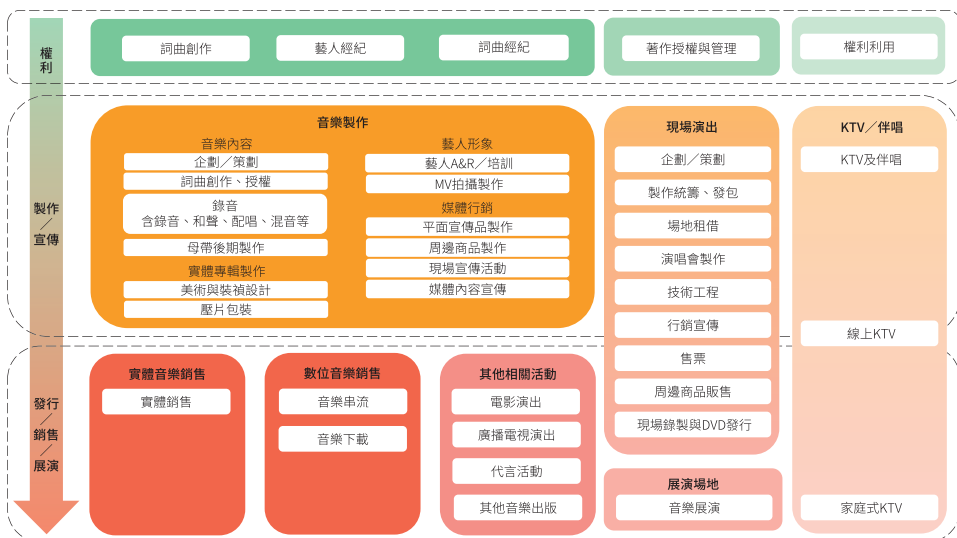 權
利
詞曲創作
藝人經紀
詞曲經紀
著作授權與管理
權利利用
製作
／
宣傳
音樂製作
音樂內容
企劃／策劃
詞曲創作、授權
錄音
含錄音、和聲、配唱、混音等
母帶後期製作
實體專輯製作
美術與裝禎設計
壓片包裝
藝人形象
藝人A&R／培訓
MV拍攝製作
媒體行銷
平面宣傳品製作
周邊商品製作
現場宣傳活動
媒體內容宣傳
現場演出
企劃／策劃
製作統籌、發包
場地租借
演唱會製作
技術工程
行銷宣傳
售票
周邊商品販售
現場錄製與DVD發行
KTV／伴唱
KTV及伴唱
線上KTV
家庭式KTV
發行
／
銷售
／
展演
實體音樂銷售
實體銷售
數位音樂銷售
音樂串流
音樂下載
其他相關活動
電影演出
廣播電視演出
代言活動
其他音樂出版
展演場地
音樂展演